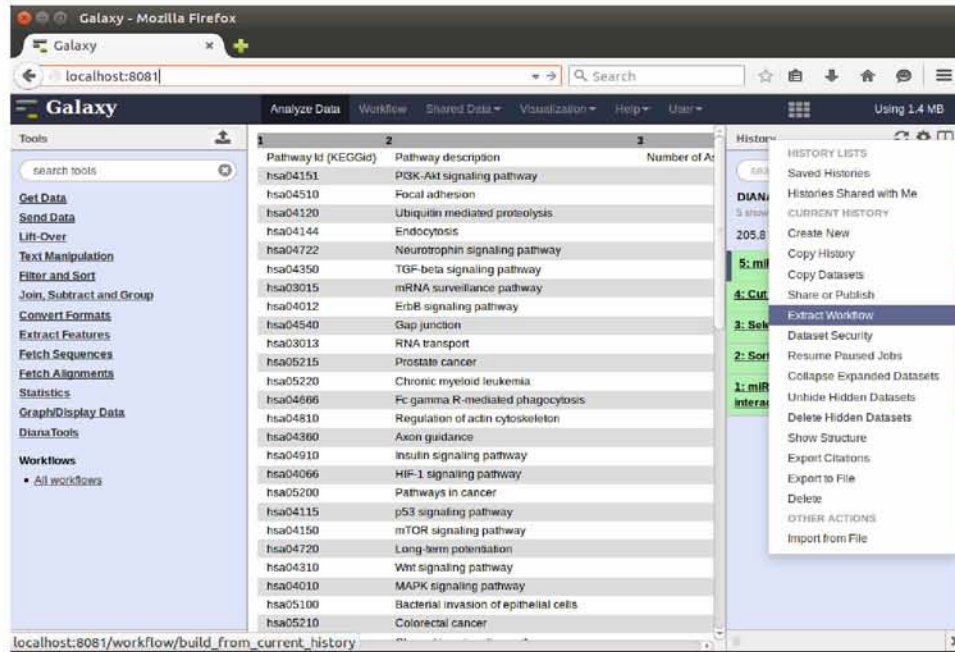 Galaxy - Mozilla Firefox
Galaxy
localhost:8081
Search
Galaxy
Analyze Data Workflow Shared Data Visualization Help User
Using 1.4 MB
Tools
search tools
Get Data
Send Data
Lift-Over
Text Manipulation
Filter and Sort
Join, Subtract and Group
Convert Formats
Extract Features
Fetch Sequences
Fetch Alignments
Statistics
Graph/Display Data
DianaTools
Workflows
All workflows
1 2 3
Pathway Id (KEGGid) Pathway description Number of As
hsa04151 PI3K-Akt signaling pathway
hsa04510 Focal adhesion
hsa04120 Ubiquitin mediated proteolysis
hsa04144 Endocytosis
hsa04722 Neurotrophin signaling pathway
hsa04350 TGF-beta signaling pathway
hsa03015 mRNA surveillance pathway
hsa04012 ErbB signaling pathway
hsa04540 Gap junction
hsa03013 RNA transport
hsa05215 Prostate cancer
hsa05220 Chronic myeloid leukemia
hsa04666 Fc gamma R-mediated phagocytosis
hsa04810 Regulation of actin cytoskeleton
hsa04360 Axon guidance
hsa04910 Insulin signaling pathway
hsa04066 HIF-1 signaling pathway
hsa05200 Pathways in cancer
hsa04115 p53 signaling pathway
hsa04150 mTOR signaling pathway
hsa04720 Long-term potentiation
hsa04310 Wnt signaling pathway
hsa04010 MAPK signaling pathway
hsa05100 Bacterial invasion of epithelial cells
hsa05210 Colorectal cancer
localhost:8081/workflow/build_from_current_history
History
DIANA
205.8
5: mi
4: Cut
3: Sele
2: Sort
1: miR
interac
HISTORY LISTS
Saved Histories
Histories Shared with Me
CURRENT HISTORY
Create New
Copy History
Copy Datasets
Share or Publish
Extract Workflow
Dataset Security
Resume Paused Jobs
Collapse Expanded Datasets
Unhide Hidden Datasets
Delete Hidden Datasets
Show Structure
Export Citations
Export to File
Delete
OTHER ACTIONS
Import from File